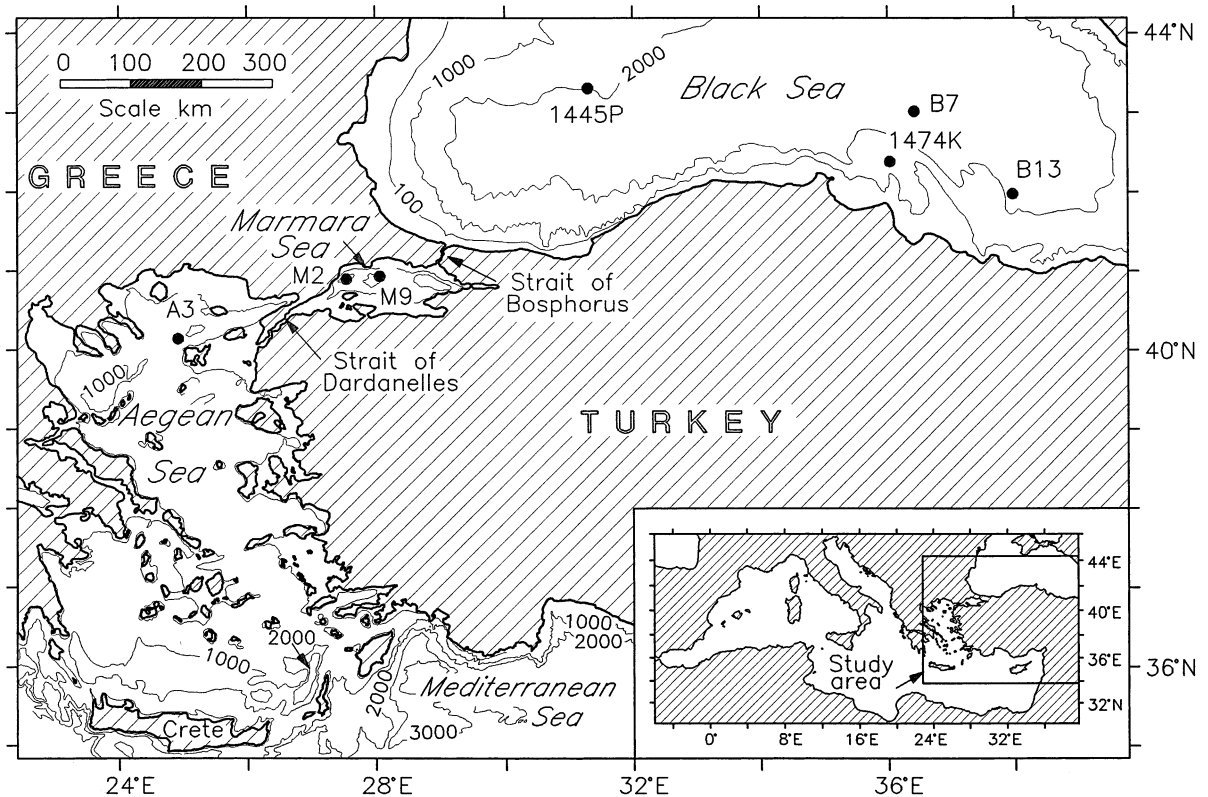 44°N
0 100 200 300
Scale km
1000
2000
Black Sea
1445P
B7
1474K
B13
GREECE
100
Marmara
Sea
M2
M9
Strait of
Bosphorus
A3
Strait of
Dardanelles
40°N
1000
Aegean
Sea
TURKEY
2000
1000
1000
2000
2000
Mediterranean
Sea
3000
Crete
36°N
44°E
40°E
36°E
32°N
Study
area
0° 8°E 16°E 24°E 32°E
24°E 28°E 32°E 36°E